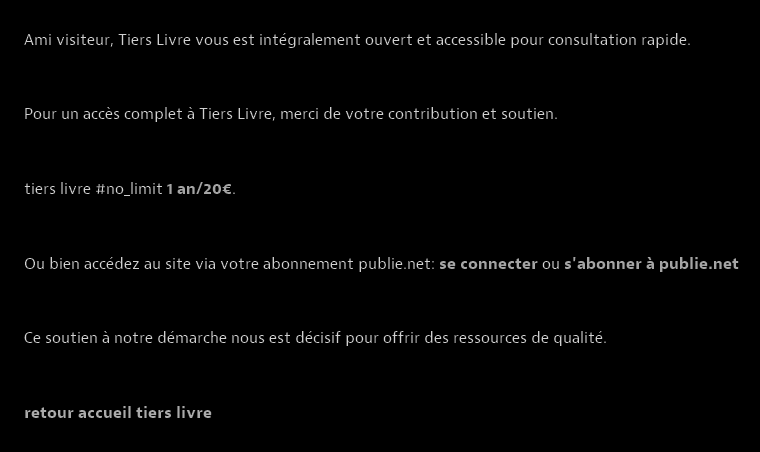 Ami visiteur, Tiers Livre vous est intégralement ouvert et accessible pour consultation rapide.
Pour un accès complet à Tiers Livre, merci de votre contribution et soutien.
tiers livre #no_limit 1 an/20€.
Ou bien accédez au site via votre abonnement publie.net: se connecter ou s'abonner à publie.net
Ce soutien à notre démarche nous est décisif pour offrir des ressources de qualité.
retour accueil tiers livre